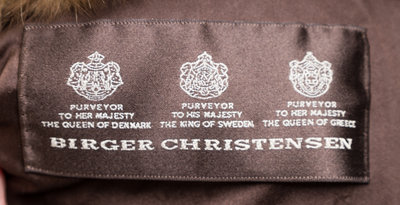 PURVEYOR
TO HER MAJESTY
THE QUEEN OF DENMARK
PURVEYOR
TO HIS MAJESTY
THE KING OF SWEDEN
PURVEYOR
TO HER MAJESTY
THE QUEEN OF GREECE
BIRGER CHRISTENSEN